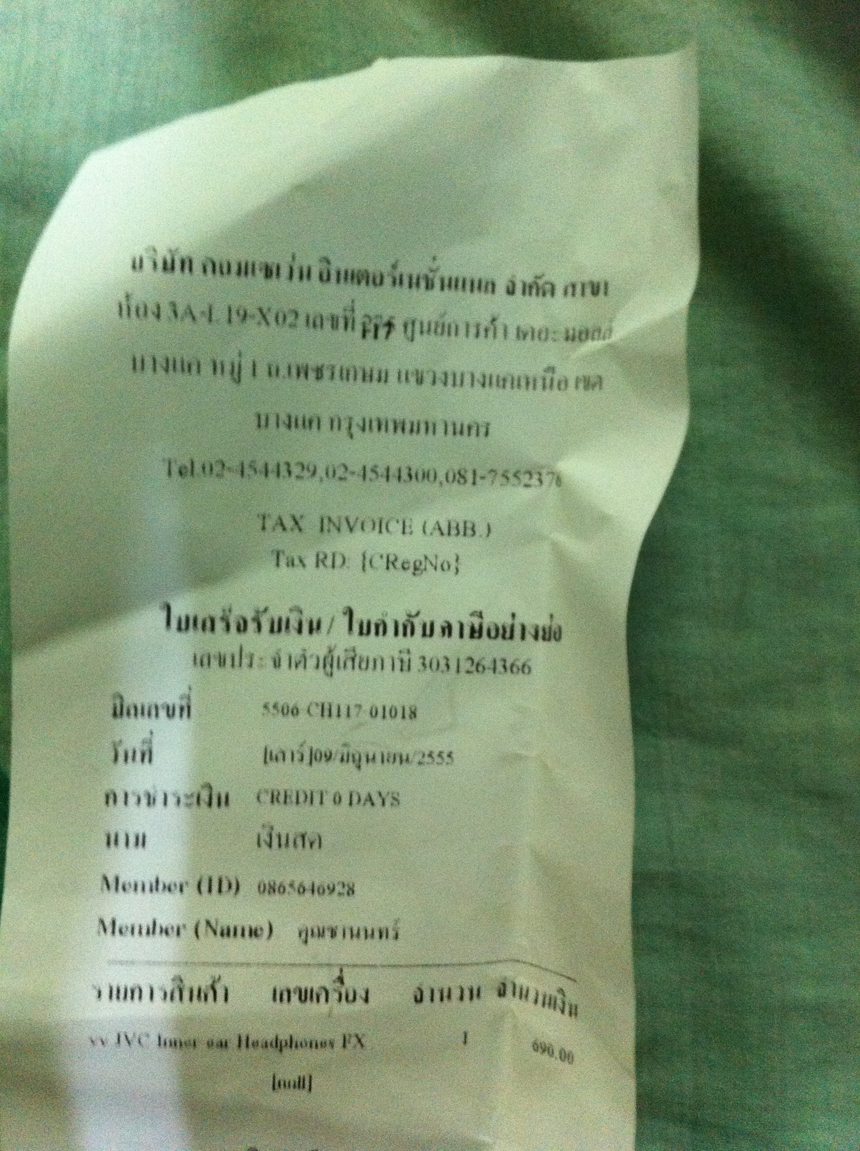 บริษัท คอมเซเว่น อินเตอร์เนชั่นแนล จำกัด สาขา
ห้อง 3A-L19-X02 เลขที่ ศูนย์การค้า เดอะ มอลล์
บางแค หมู่ 1 ถ.เพชรเกษม แขวงบางแคเหนือ เขต
บางแค กรุงเทพมหานคร
Tel.02-4544329,02-4544300,081-7552376
TAX INVOICE (ABB.)
Tax RD: {CRegNo}
ใบเสร็จรับเงิน / ใบกำกับภาษีอย่างย่อ
เลขประจำตัวผู้เสียภาษี 3031264366
บิลเลขที่ 5506-CH117-01018
วันที่ [เสาร์]09/มิถุนายน/2555
การชำระเงิน CREDIT 0 DAYS
นาม เงินสด
Member (ID) 0865646928
Member (Name) คุณชานนทร์
รายการสินค้า เลขเครื่อง จำนวน จำนวนเงิน
vv JVC Inner ear Headphones FX 1 690.00
[null]